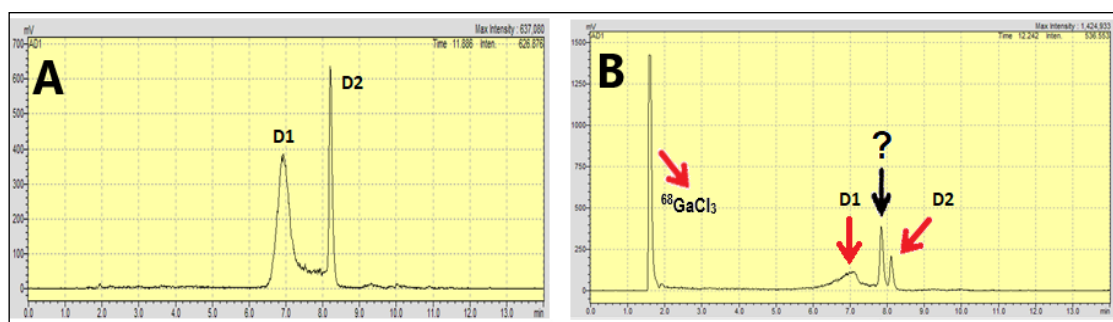 mV
Max Intensity : 637,080
AD1
Time 11.886 Inten. 626.876
A
D1
D2
700
600
500
400
300
200
100
0
0.0 1.0 2.0 3.0 4.0 5.0 6.0 7.0 8.0 9.0 10.0 11.0 12.0 13.0 min
mV
Max Intensity : 1,424,933
AD1
Time 12.242 Inten. 536.553
B
?
⁶⁸GaCl₃
D1
D2
1500
1250
1000
750
500
250
0
0.0 1.0 2.0 3.0 4.0 5.0 6.0 7.0 8.0 9.0 10.0 11.0 12.0 13.0 min